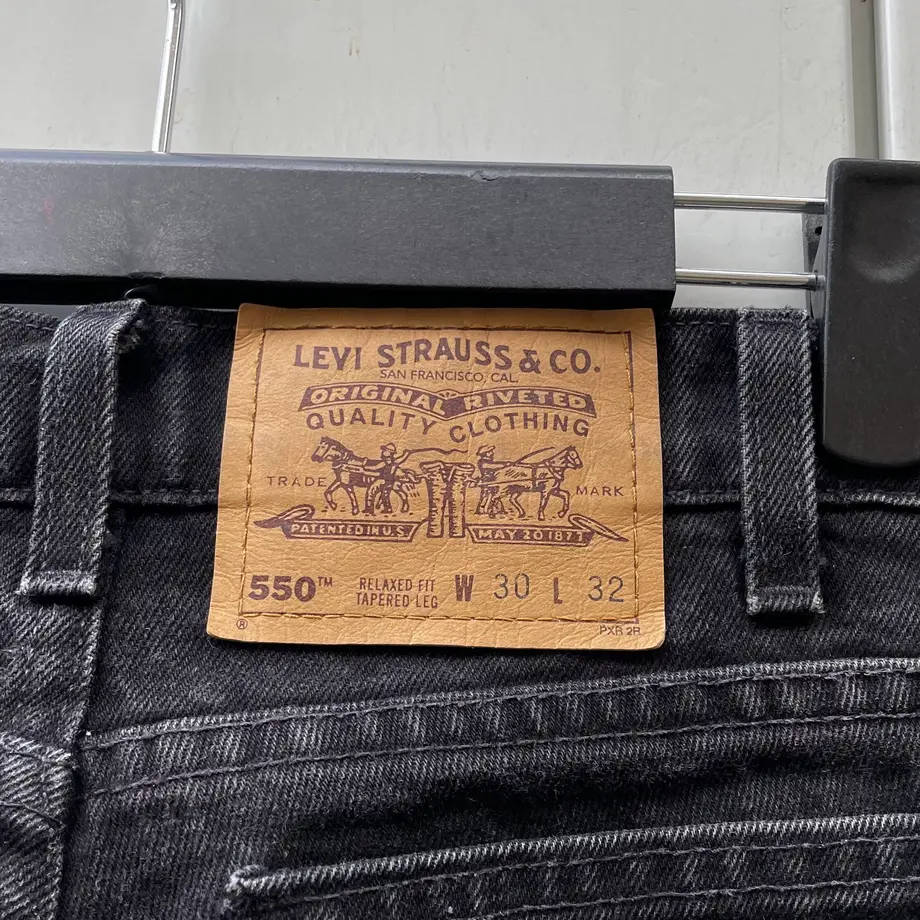 LEVI STRAUSS & CO.
SAN FRANCISCO, CAL.
ORIGINAL RIVETED
QUALITY CLOTHING
TRADE MARK
PATENTED IN U.S. MAY 20 1873
550™ RELAXED FIT W 30 L 32
TAPERED LEG
® PXR 2R